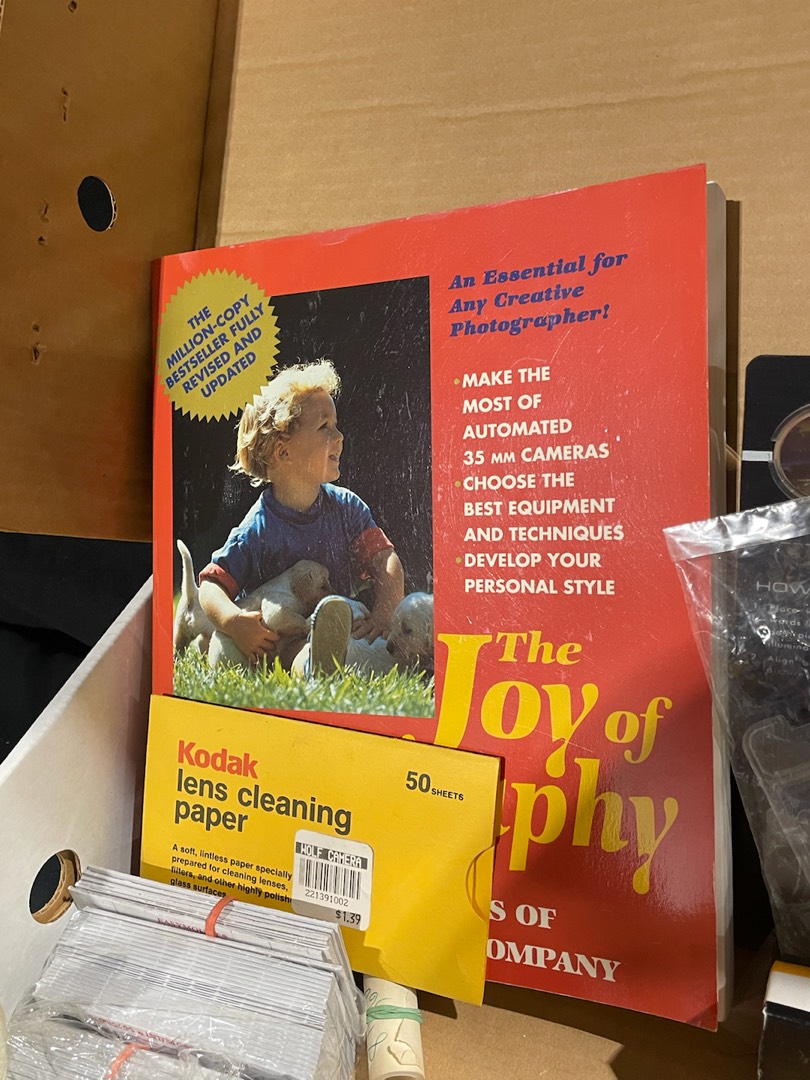 THE
MILLION-COPY
BESTSELLER FULLY
REVISED AND
UPDATED
An Essential for
Any Creative
Photographer!
•MAKE THE
MOST OF
AUTOMATED
35 MM CAMERAS
•CHOOSE THE
BEST EQUIPMENT
AND TECHNIQUES
•DEVELOP YOUR
PERSONAL STYLE
The
Joy of
aphy
S OF
OMPANY
Kodak
lens cleaning
paper
50 SHEETS
A soft, lintless paper specially
prepared for cleaning lenses,
filters, and other highly polish
glass surfaces
WOLF CAMERA
221391002
$1.39
HOW